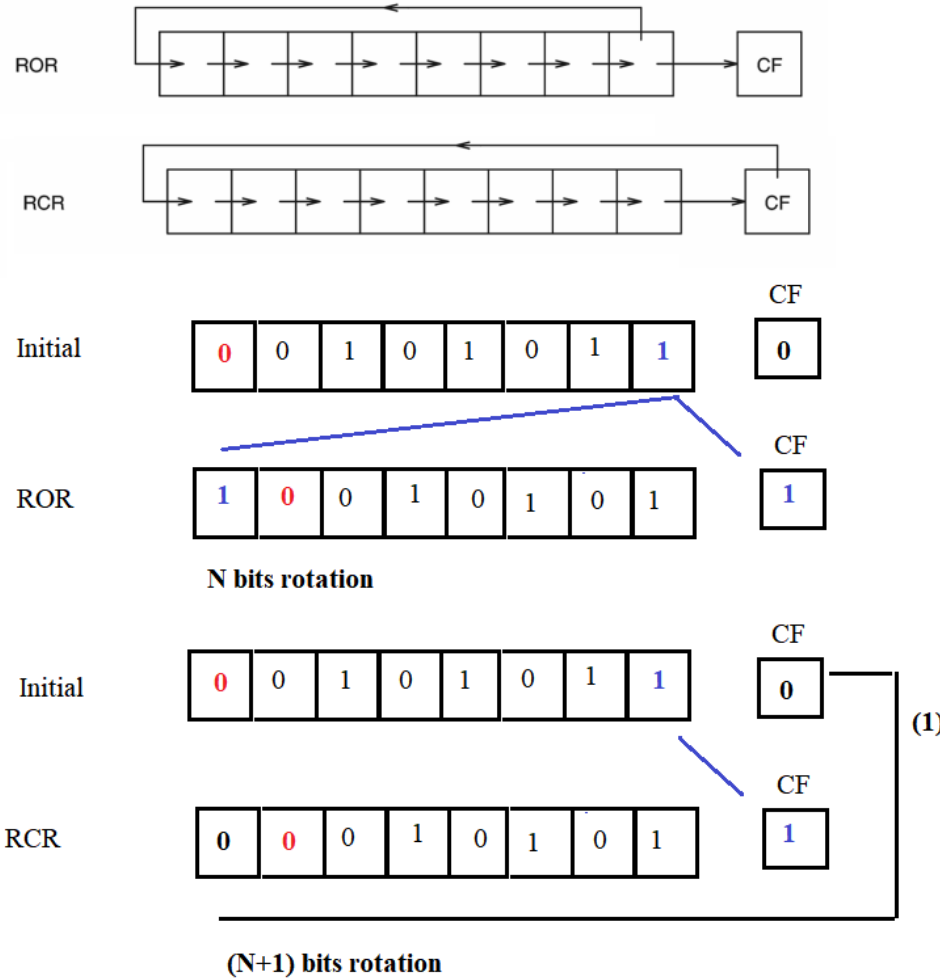 ROR CF
RCR CF
CF
Initial 0 0 1 0 1 0 1 1 0
CF
ROR 1 0 0 1 0 1 0 1 1
N bits rotation
CF
Initial 0 0 1 0 1 0 1 1 0
(1)
CF
RCR 0 0 0 1 0 1 0 1 1
(N+1) bits rotation